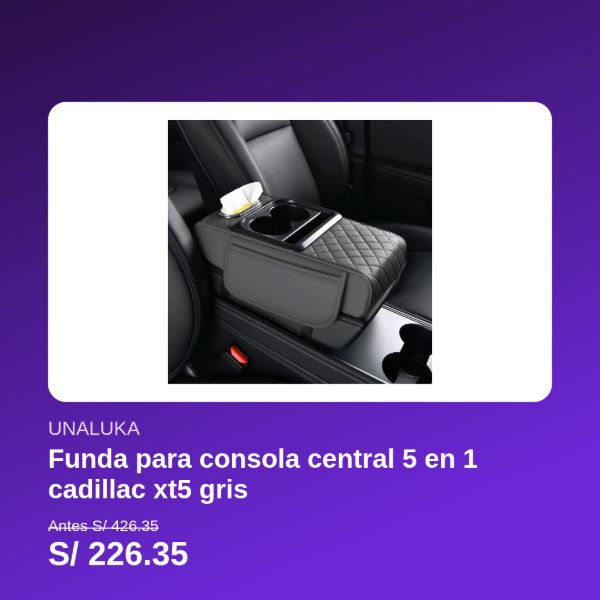 UNALUKA
Funda para consola central 5 en 1
cadillac xt5 gris
Antes S/ 426.35
S/ 226.35